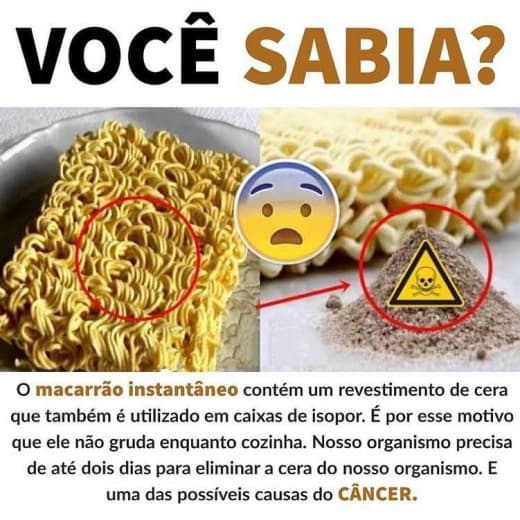 VOCÊ SABIA?
O macarrão instantâneo contém um revestimento de cera
que também é utilizado em caixas de isopor. É por esse motivo
que ele não gruda enquanto cozinha. Nosso organismo precisa
de até dois dias para eliminar a cera do nosso organismo. E
uma das possíveis causas do CÂNCER.